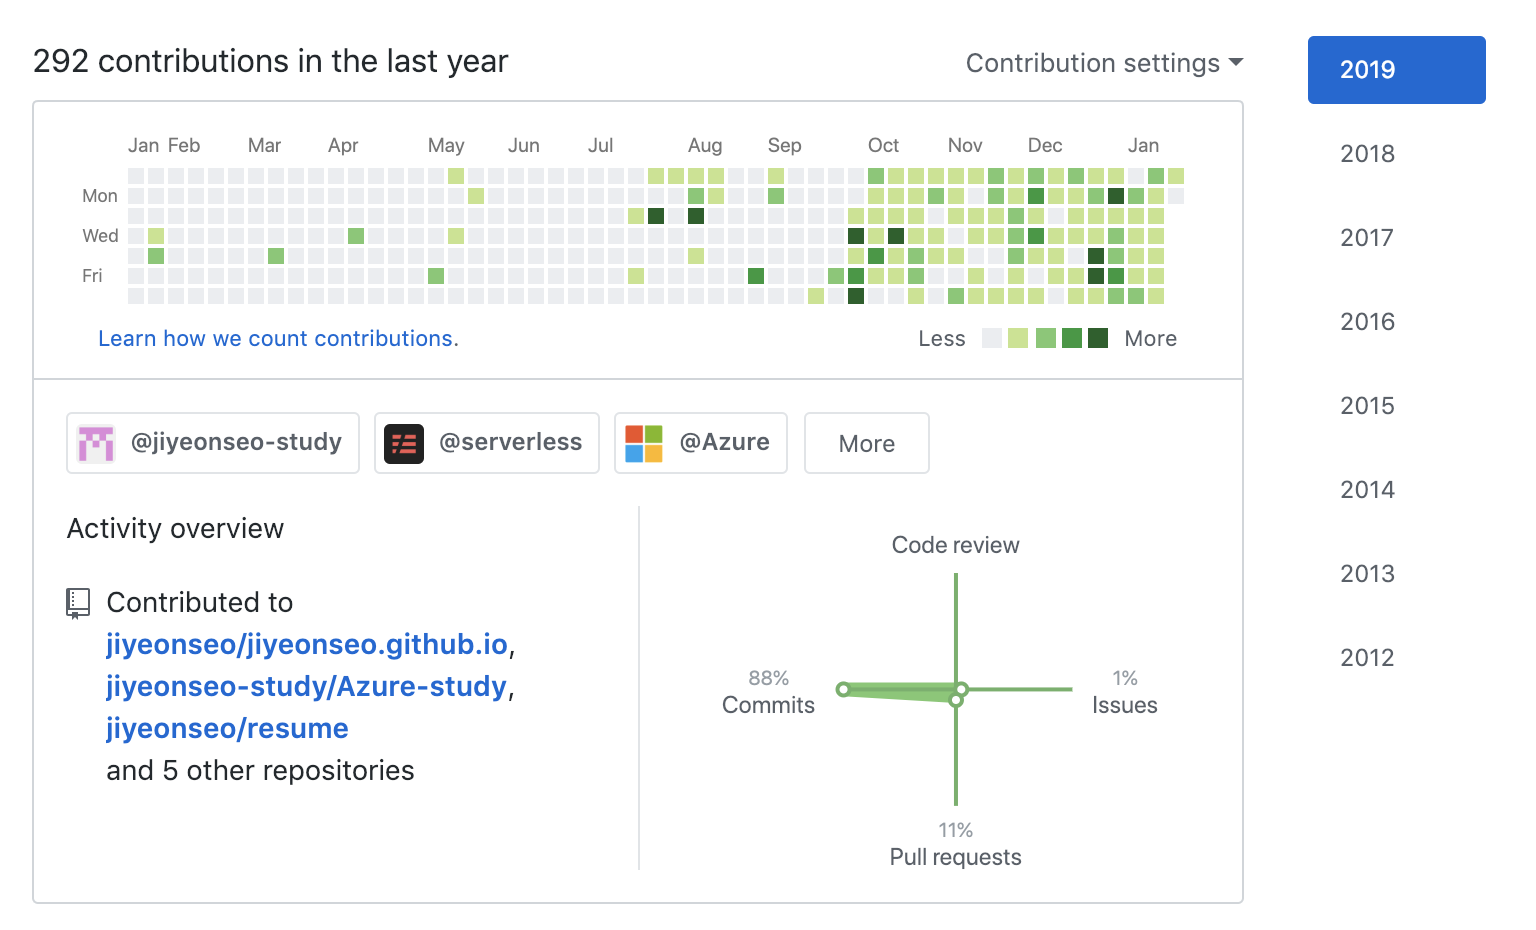 292 contributions in the last year
Contribution settings
Jan Feb Mar Apr May Jun Jul Aug Sep Oct Nov Dec Jan
Mon
Wed
Fri
Learn how we count contributions.
Less More
@jiyeonseo-study @serverless @Azure More
Activity overview
Contributed to
jiyeonseo/jiyeonseo.github.io,
jiyeonseo-study/Azure-study,
jiyeonseo/resume
and 5 other repositories
Code review
88%
Commits
1%
Issues
11%
Pull requests
2019
2018
2017
2016
2015
2014
2013
2012